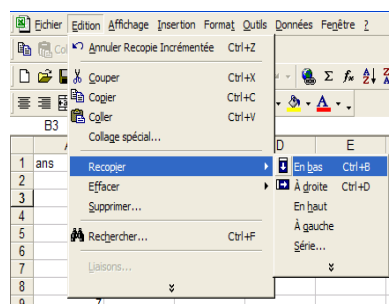 Fichier Edition Affichage Insertion Format Outils Données Fenêtre ?
Annuler Recopie Incrémentée Ctrl+Z
Couper Ctrl+X
Copier Ctrl+C
Coller Ctrl+V
Collage spécial...
Recopier
Effacer
Supprimer...
Rechercher... Ctrl+F
Liaisons...
En bas Ctrl+B
À droite Ctrl+D
En haut
À gauche
Série...
B3
D E
1 ans
2
3
4
5
6
7
8
9 7